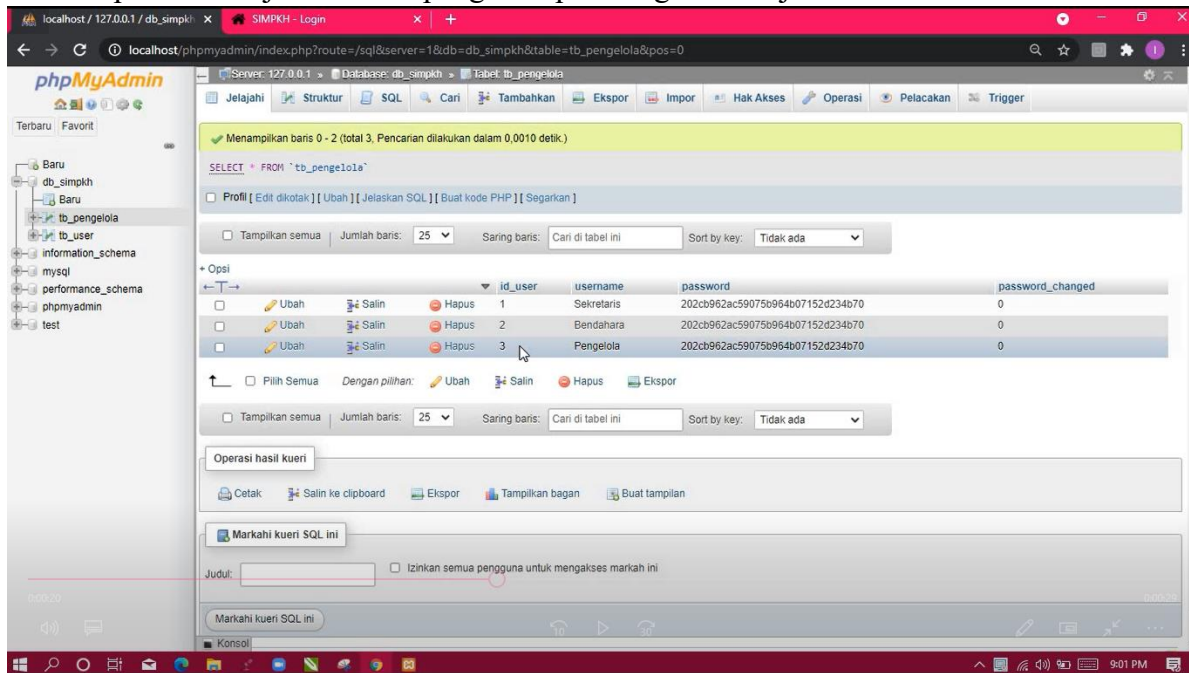 localhost / 127.0.0.1 / db_simpkh
SIMPKH - Login
localhost/phpmyadmin/index.php?route=/sql&server=1&db=db_simpkh&table=tb_pengelola&pos=0
phpMyAdmin
Terbaru Favorit
Baru
db_simpkh
Baru
tb_pengelola
tb_user
information_schema
mysql
performance_schema
phpmyadmin
test
Server: 127.0.0.1 » Database: db_simpkh » Tabel: tb_pengelola
Jelajahi Struktur SQL Cari Tambahkan Ekspor Impor Hak Akses Operasi Pelacakan Trigger
Menampilkan baris 0 - 2 (total 3, Pencarian dilakukan dalam 0,0010 detik.)
SELECT * FROM `tb_pengelola`
Profil [ Edit dikotak ] [ Ubah ] [ Jelaskan SQL ] [ Buat kode PHP ] [ Segarkan ]
Tampilkan semua | Jumlah baris: 25 Saring baris: Cari di tabel ini Sort by key: Tidak ada
+ Opsi
←T→ id_user username password password_changed
Ubah Salin Hapus 1 Sekretaris 202cb962ac59075b964b07152d234b70 0
Ubah Salin Hapus 2 Bendahara 202cb962ac59075b964b07152d234b70 0
Ubah Salin Hapus 3 Pengelola 202cb962ac59075b964b07152d234b70 0
Pilih Semua Dengan pilihan: Ubah Salin Hapus Ekspor
Tampilkan semua | Jumlah baris: 25 Saring baris: Cari di tabel ini Sort by key: Tidak ada
Operasi hasil kueri
Cetak Salin ke clipboard Ekspor Tampilkan bagan Buat tampilan
Markahi kueri SQL ini
Judul: Izinkan semua pengguna untuk mengakses markah ini
Markahi kueri SQL ini
10 30
Konsol
9:01 PM